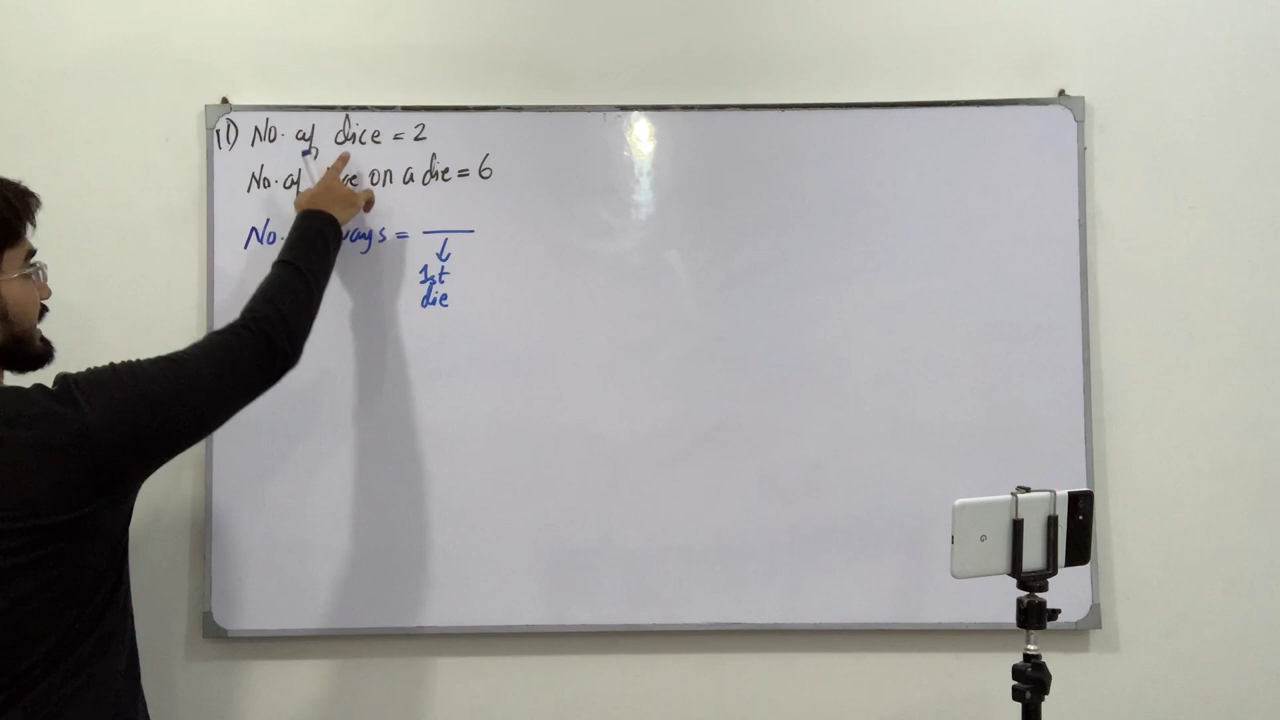 (1) No. of dice = 2
No. of on a die = 6
No. ways =
↓
1st
die
G